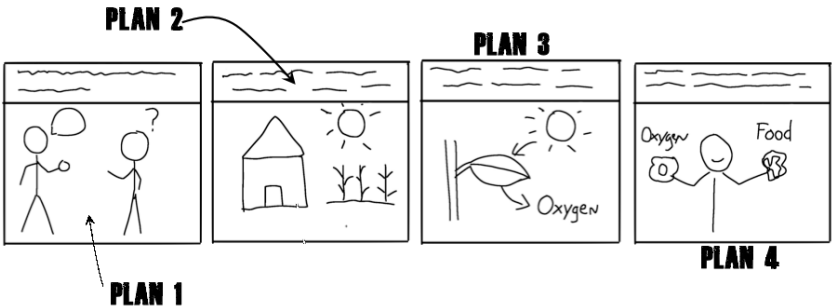 PLAN 2
PLAN 3
?
Oxygen
Oxygen
Food
PLAN 1
PLAN 4